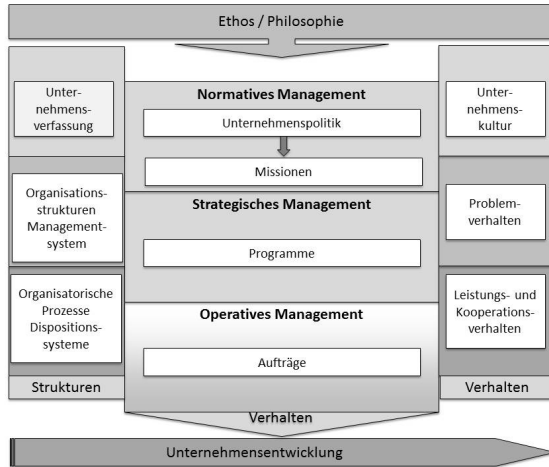 Ethos / Philosophie
Unter-
nehmens-
verfassung
Organisations-
strukturen
Management-
system
Organisatorische
Prozesse
Dispositions-
systeme
Strukturen
Normatives Management
Unternehmenspolitik
Missionen
Strategisches Management
Programme
Operatives Management
Aufträge
Verhalten
Unter-
nehmens
kultur
Problem-
verhalten
Leistungs- und
Kooperations-
verhalten
Verhalten
Unternehmensentwicklung